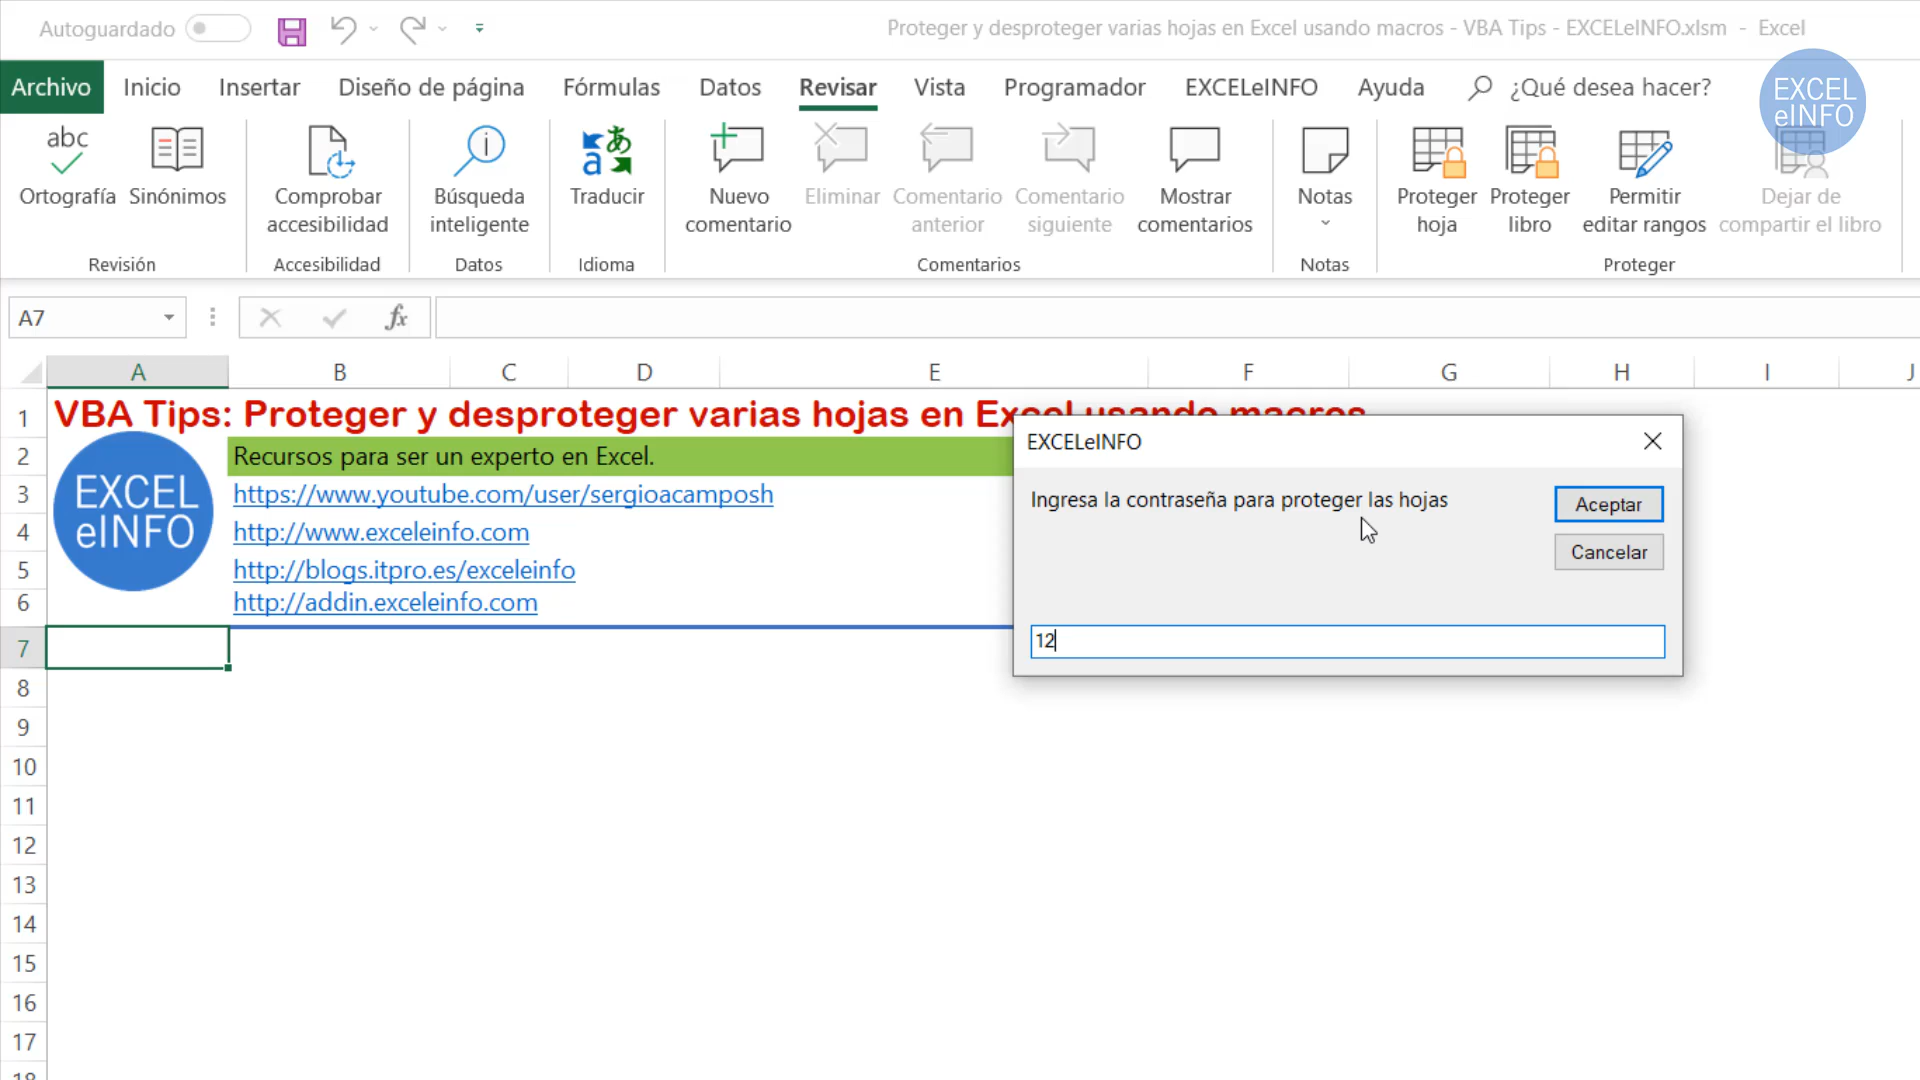 Autoguardado
Proteger y desproteger varias hojas en Excel usando macros - VBA Tips - EXCELeINFO.xlsm - Excel
Archivo Inicio Insertar Diseño de página Fórmulas Datos Revisar Vista Programador EXCELeINFO Ayuda ¿Qué desea hacer?
EXCEL
eINFO
abc
Ortografía Sinónimos
Comprobar
accesibilidad
Búsqueda
inteligente
Traducir
Nuevo
comentario
Eliminar
Comentario
anterior
Comentario
siguiente
Mostrar
comentarios
Notas
Proteger
hoja
Proteger
libro
Permitir
editar rangos
Dejar de
compartir el libro
Revisión Accesibilidad Datos Idioma Comentarios Notas Proteger
A7
fx
A B C D E F G H I J
1 VBA Tips: Proteger y desproteger varias hojas en Excel usando macros
2 Recursos para ser un experto en Excel.
3 https://www.youtube.com/user/sergioacamposh
4 http://www.exceleinfo.com
5 http://blogs.itpro.es/exceleinfo
6 http://addin.exceleinfo.com
EXCEL
eINFO
7
8
9
10
11
12
13
14
15
16
17
18
EXCELeINFO
Ingresa la contraseña para proteger las hojas
Aceptar
Cancelar
12